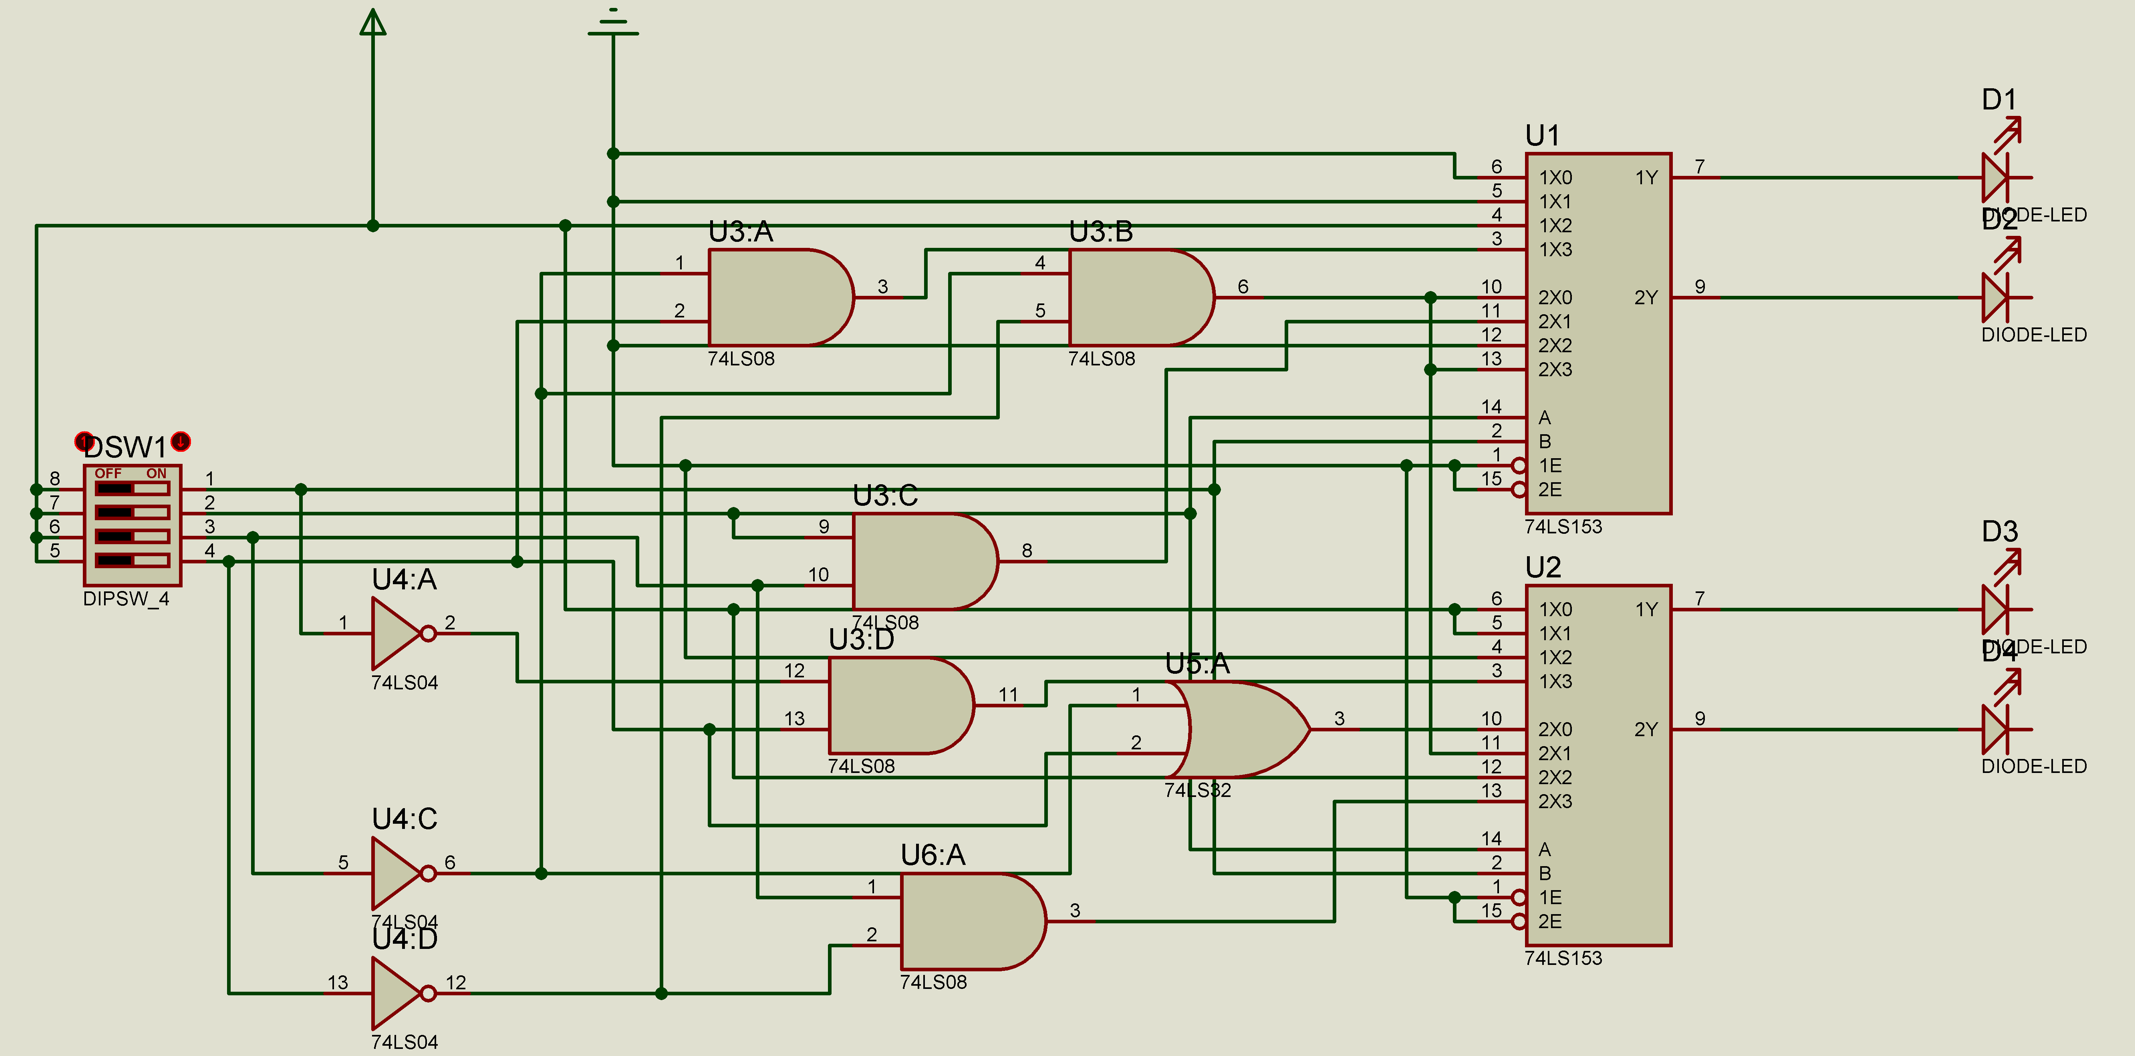 D1
DIODE-LED
D2
DIODE-LED
U1
6 1X0 1Y 7
5 1X1
4 1X2
3 1X3
10 2X0 2Y 9
11 2X1
12 2X2
13 2X3
14 A
2 B
1 1E
15 2E
74LS153
U3:A
1
2
3
74LS08
U3:B
4
5
6
74LS08
DSW1
OFF ON
8 1
7 2
6 3
5 4
DIPSW_4
U3:C
9
10
8
74LS08
U4:A
1 2
74LS04
U3:D
12
13
11
74LS08
U5:A
1
2
3
74LS32
D3
DIODE-LED
D4
DIODE-LED
U2
6 1X0 1Y 7
5 1X1
4 1X2
3 1X3
10 2X0 2Y 9
11 2X1
12 2X2
13 2X3
14 A
2 B
1 1E
15 2E
74LS153
U4:C
5 6
74LS04
U4:D
13 12
74LS04
U6:A
1
2
3
74LS08